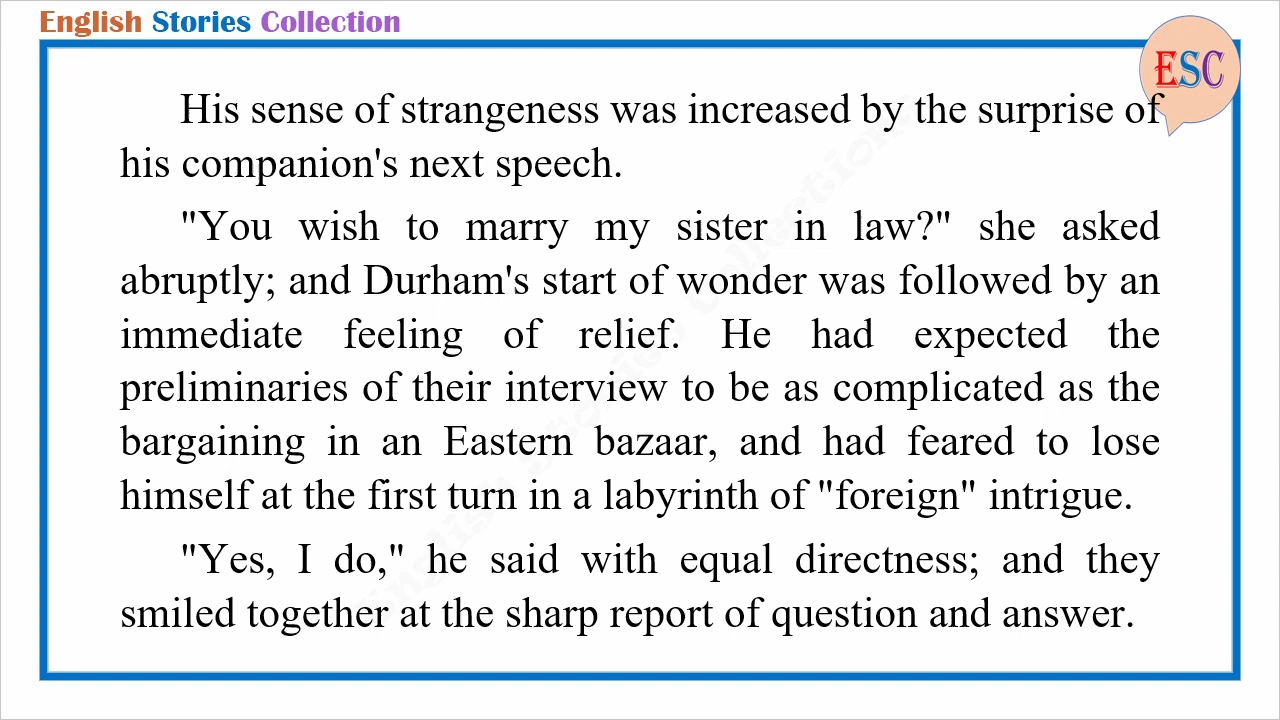 English Stories Collection
ESC
His sense of strangeness was increased by the surprise of
his companion's next speech.
"You wish to marry my sister in law?" she asked
abruptly; and Durham's start of wonder was followed by an
immediate feeling of relief. He had expected the
preliminaries of their interview to be as complicated as the
bargaining in an Eastern bazaar, and had feared to lose
himself at the first turn in a labyrinth of "foreign" intrigue.
"Yes, I do," he said with equal directness; and they
smiled together at the sharp report of question and answer.
English Stories Collection